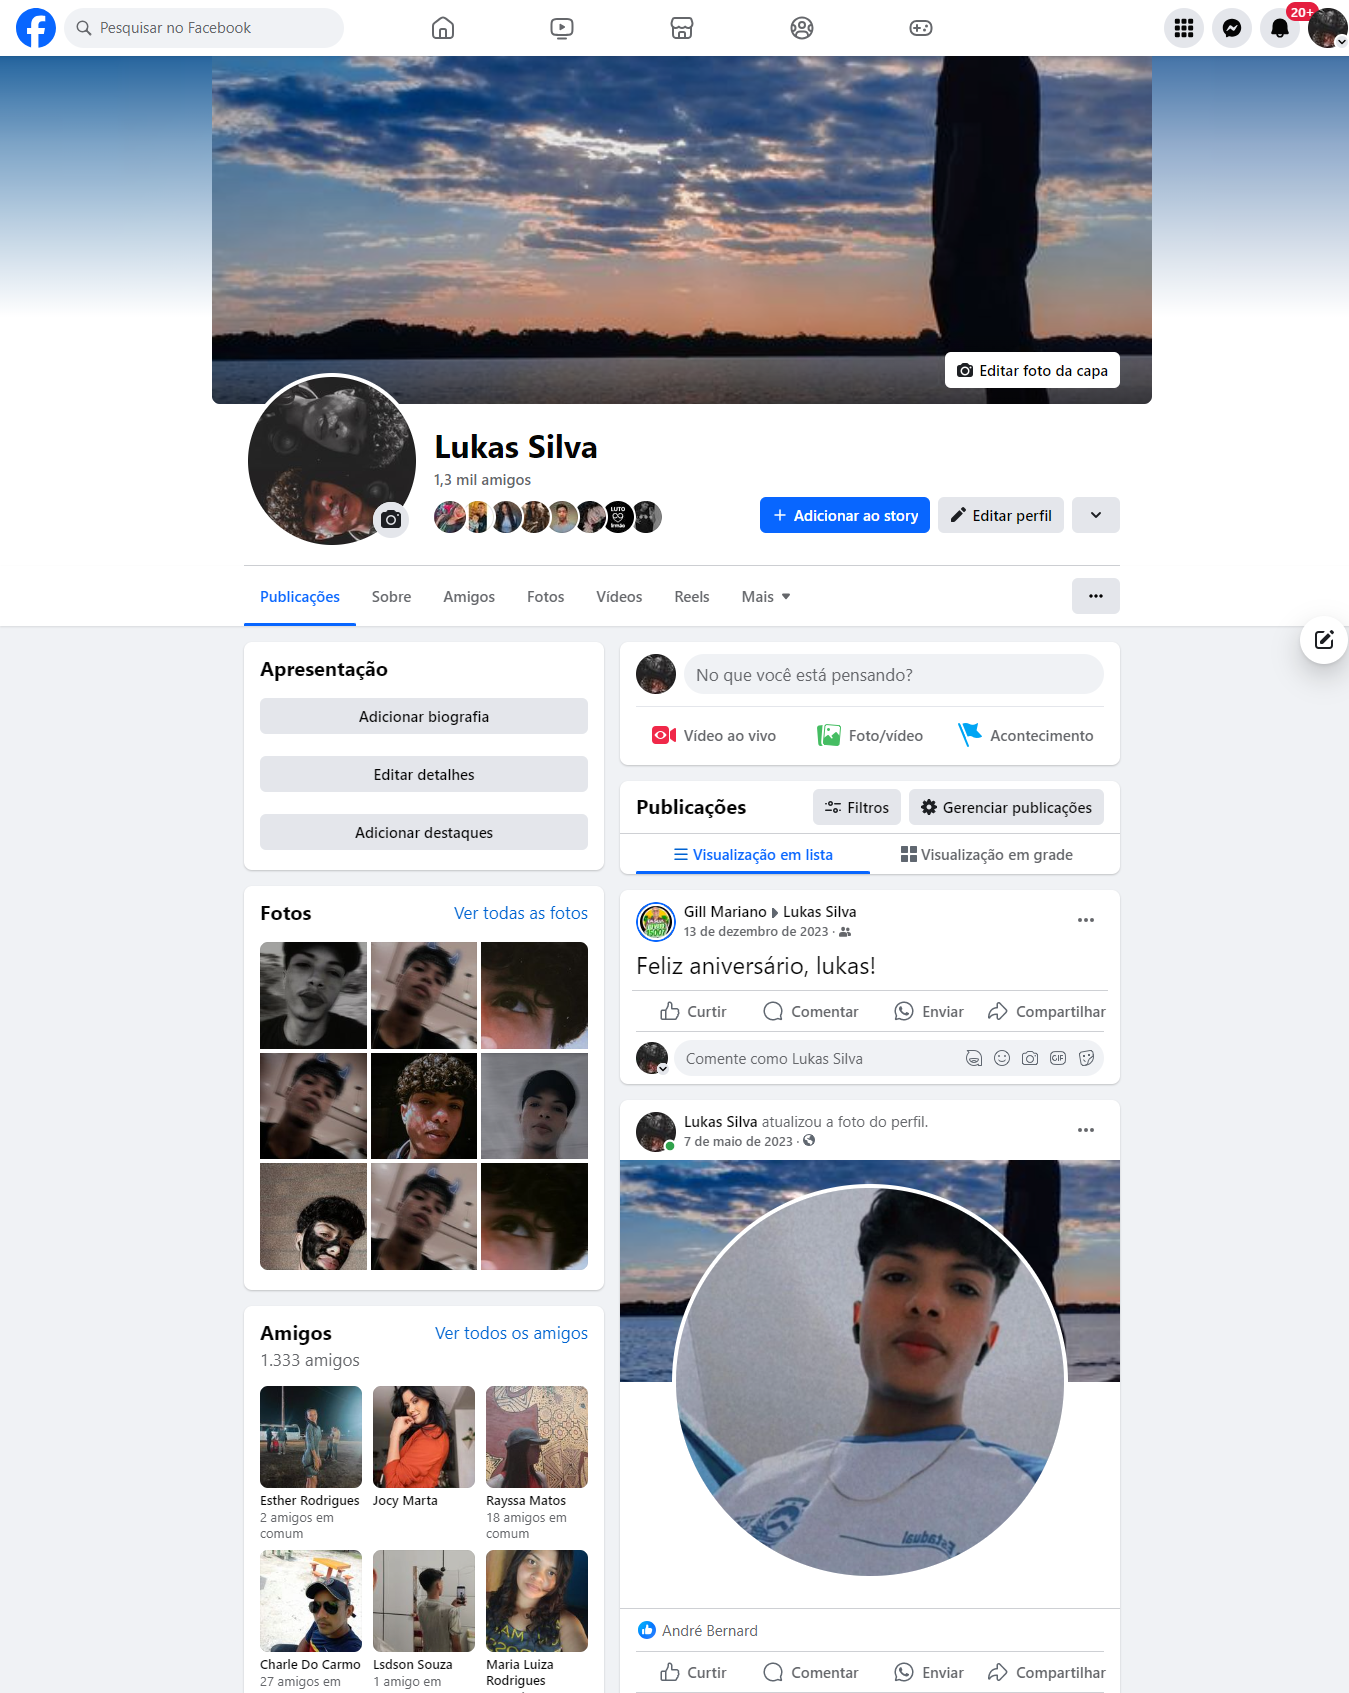 Pesquisar no Facebook
20+
Editar foto da capa
Lukas Silva
1,3 mil amigos
LUTO
Irmão
Adicionar ao story
Editar perfil
Publicações
Sobre
Amigos
Fotos
Vídeos
Reels
Mais
Apresentação
Adicionar biografia
Editar detalhes
Adicionar destaques
Fotos
Ver todas as fotos
Amigos
Ver todos os amigos
1.333 amigos
Esther Rodrigues
2 amigos em
comum
Jocy Marta
Rayssa Matos
18 amigos em
comum
Charle Do Carmo
27 amigos em
Lsdson Souza
1 amigo em
Maria Luiza
Rodrigues
No que você está pensando?
Vídeo ao vivo
Foto/vídeo
Acontecimento
Publicações
Filtros
Gerenciar publicações
Visualização em lista
Visualização em grade
Gill Mariano Lukas Silva
13 de dezembro de 2023 ·
Feliz aniversário, lukas!
Curtir
Comentar
Enviar
Compartilhar
Comente como Lukas Silva
GIF
Lukas Silva atualizou a foto do perfil.
7 de maio de 2023 ·
Estadual
André Bernard
Curtir
Comentar
Enviar
Compartilhar